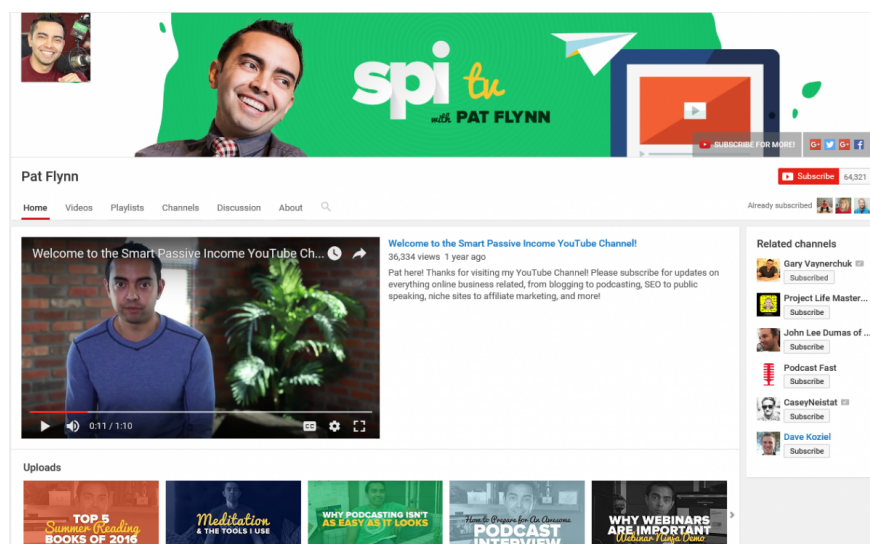 spi tv
with PAT FLYNN
SUBSCRIBE FOR MORE!
Pat Flynn
Subscribe 64,321
Home Videos Playlists Channels Discussion About
Already subscribed
Welcome to the Smart Passive Income YouTube Ch...
0:11 / 1:10
CC
Welcome to the Smart Passive Income YouTube Channel!
36,334 views 1 year ago
Pat here! Thanks for visiting my YouTube Channel! Please subscribe for updates on
everything online business related, from blogging to podcasting, SEO to public
speaking, niche sites to affiliate marketing, and more!
Related channels
Gary Vaynerchuk
Subscribed
Project Life Master...
Subscribe
John Lee Dumas of ...
Subscribe
Podcast Fast
Subscribe
CaseyNeistat
Subscribe
Dave Koziel
Subscribe
Uploads
TOP 5
Summer Reading
BOOKS OF 2016
Meditation
& THE TOOLS I USE
WHY PODCASTING ISN'T
AS EASY AS IT LOOKS
How to Prepare for An Awesome
PODCAST
INTERVIEW
WHY WEBINARS
ARE IMPORTANT
Webinar Ninja Demo